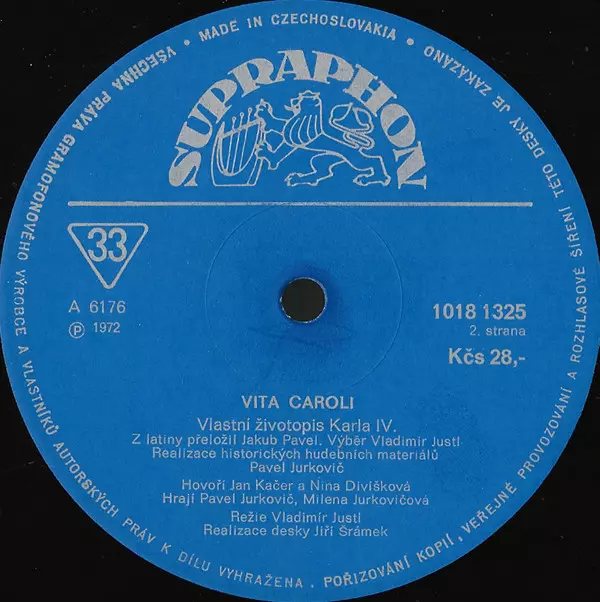 MADE IN CZECHOSLOVAKIA
SUPRAPHON
33
A 6176
Ⓟ 1972
1018 1325
2. strana
Kčs 28,-
VITA CAROLI
Vlastní životopis Karla IV.
Z latiny přeložil Jakub Pavel. Výběr Vladimír Justl
Realizace historických hudebních materiálů
Pavel Jurkovič
Hovoří Jan Kačer a Nina Divíšková
Hrají Pavel Jurkovič, Milena Jurkovičová
Režie Vladimír Justl
Realizace desky Jiří Šrámek
VŠECHNA PRÁVA GRAMOFONOVÉHO VÝROBCE A VLASTNÍKŮ AUTORSKÝCH PRÁV K DÍLU VYHRAŽENA . POŘIZOVÁNÍ KOPIÍ, VEŘEJNÉ PROVOZOVÁNÍ A ROZHLASOVÉ ŠÍŘENÍ TÉTO DESKY JE ZAKÁZÁNO